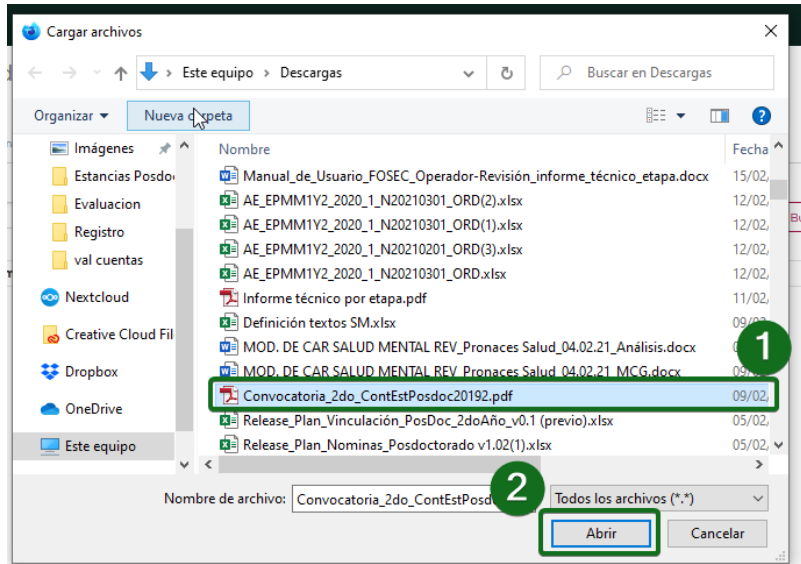 Cargar archivos
Este equipo > Descargas
Buscar en Descargas
Organizar
Nueva carpeta
Nombre
Fecha
Imágenes
Estancias Posdo
Evaluacion
Registro
val cuentas
Nextcloud
Creative Cloud Fil
Dropbox
OneDrive
Este equipo
Manual_de_Usuario_FOSEC_Operador-Revisión_informe_técnico_etapa.docx 15/02,
AE_EPMM1Y2_2020_1_N20210301_ORD(2).xlsx 12/02,
AE_EPMM1Y2_2020_1_N20210301_ORD(1).xlsx 12/02,
AE_EPMM1Y2_2020_1_N20210201_ORD(3).xlsx 12/02,
AE_EPMM1Y2_2020_1_N20210301_ORD.xlsx 12/02,
Informe técnico por etapa.pdf 11/02,
Definición textos SM.xlsx 09/02,
MOD. DE CAR SALUD MENTAL REV_Pronaces Salud_04.02.21_Análisis.docx
MOD. DE CAR SALUD MENTAL REV_Pronaces Salud_04.02.21_MCG.docx 09/02,
Convocatoria_2do_ContEstPosdoc20192.pdf 09/02,
Release_Plan_Vinculación_PosDoc_2doAño_v0.1 (previo).xlsx 05/02,
Release_Plan_Nominas_Posdoctorado v1.02(1).xlsx 05/02,
1
2
Nombre de archivo: Convocatoria_2do_ContEstPosd
Todos los archivos (*.*)
Abrir
Cancelar